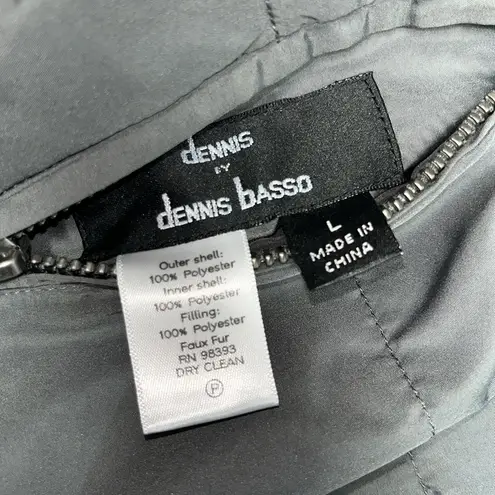 dennis
BY
dennis basso
L
MADE IN
CHINA
Outer shell:
100% Polyester
Inner shell:
100% Polyester
Filling:
100% Polyester
Faux Fur
RN 98393
DRY CLEAN
P